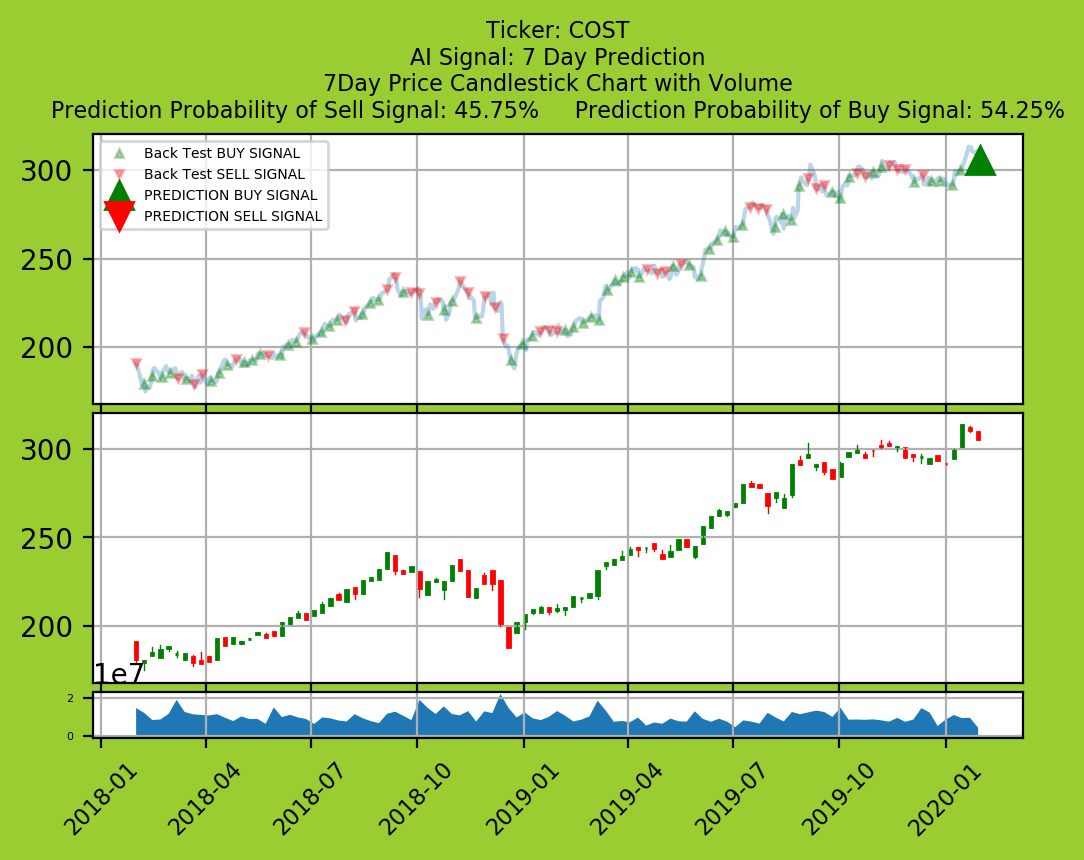 Ticker: COST
AI Signal: 7 Day Prediction
7Day Price Candlestick Chart with Volume
Prediction Probability of Sell Signal: 45.75% Prediction Probability of Buy Signal: 54.25%
Back Test BUY SIGNAL
Back Test SELL SIGNAL
PREDICTION BUY SIGNAL
PREDICTION SELL SIGNAL
300
250
200
300
250
200
1e7
2
0
2018-01 2018-04 2018-07 2018-10 2019-01 2019-04 2019-07 2019-10 2020-01